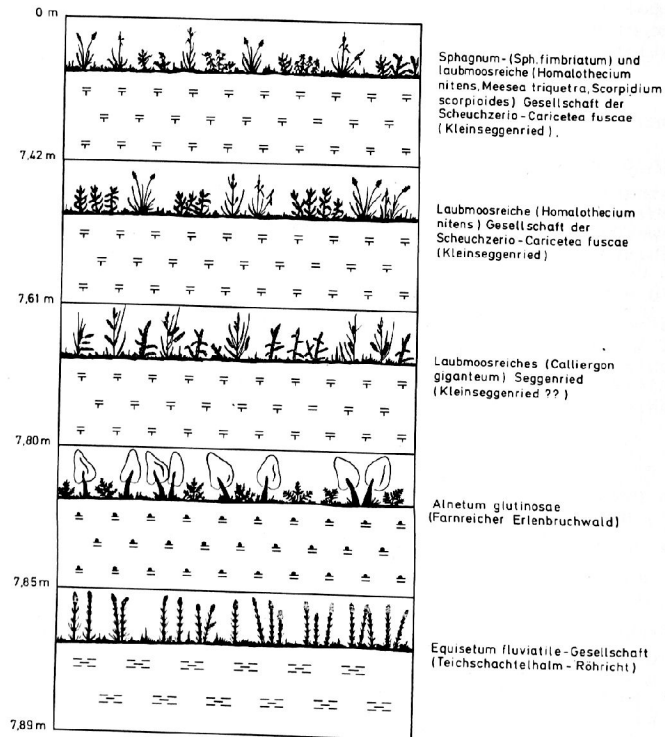 0 m
Sphagnum-(Sph. fimbriatum) und
laubmoosreiche (Homalothecium
nitens, Meesea triquetra, Scorpidium
scorpioides) Gesellschaft der
Scheuchzerio-Caricetea fuscae
(Kleinseggenried).
7,42 m
Laubmoosreiche (Homalothecium
nitens) Gesellschaft der
Scheuchzerio-Caricetea fuscae
(Kleinseggenried)
7,61 m
Laubmoosreiches (Calliergon
giganteum) Seggenried
(Kleinseggenried ??)
7,80 m
Alnetum glutinosae
(Farnreicher Erlenbruchwald)
7,85 m
Equisetum fluviatile-Gesellschaft
(Teichschachtelhalm-Röhricht)
7,89 m